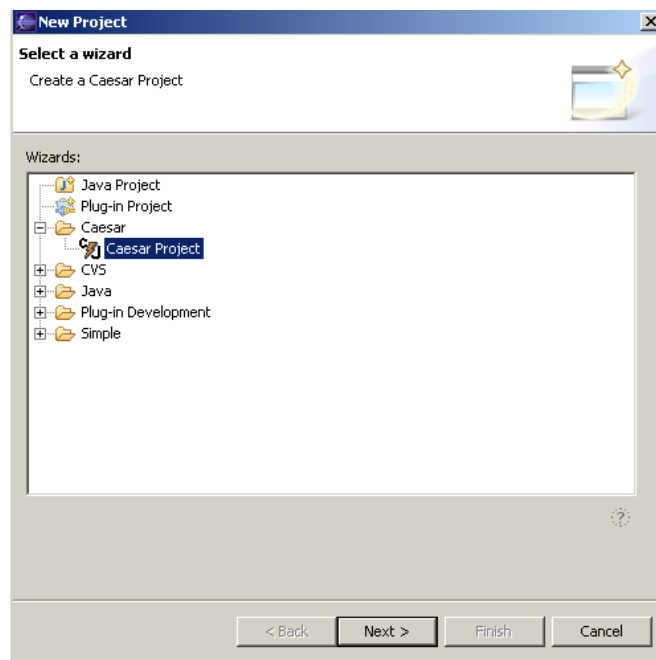 New Project
Select a wizard
Create a Caesar Project
Wizards:
Java Project
Plug-in Project
Caesar
Caesar Project
CVS
Java
Plug-in Development
Simple
?
< Back Next > Finish Cancel